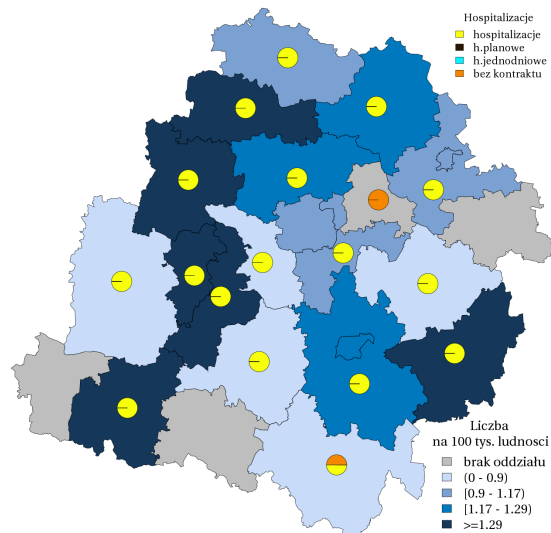 Hospitalizacje
hospitalizacje
h.planowe
h.jednodniowe
bez kontraktu
Liczba
na 100 tys. ludnosci
brak oddziału
(0 - 0.9)
[0.9 - 1.17)
[1.17 - 1.29)
>=1.29